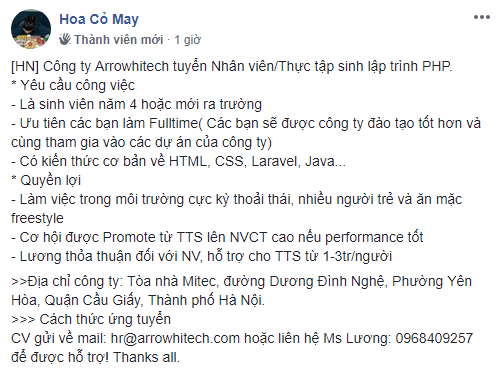 Hoa Cỏ May
Thành viên mới · 1 giờ
[HN] Công ty Arrowhitech tuyển Nhân viên/Thực tập sinh lập trình PHP.
* Yêu cầu công việc
- Là sinh viên năm 4 hoặc mới ra trường
- Ưu tiên các bạn làm Fulltime( Các bạn sẽ được công ty đào tạo tốt hơn và
cùng tham gia vào các dự án của công ty)
- Có kiến thức cơ bản về HTML, CSS, Laravel, Java...
* Quyền lợi
- Làm việc trong môi trường cực kỳ thoải thái, nhiều người trẻ và ăn mặc
freestyle
- Cơ hội được Promote từ TTS lên NVCT cao nếu performance tốt
- Lương thỏa thuận đối với NV, hỗ trợ cho TTS từ 1-3tr/người
>>Địa chỉ công ty: Tòa nhà Mitec, đường Dương Đình Nghệ, Phường Yên
Hòa, Quận Cầu Giấy, Thành phố Hà Nội.
>>> Cách thức ứng tuyển
CV gửi về mail: hr@arrowhitech.com hoặc liên hệ Ms Lương: 0968409257
để được hỗ trợ! Thanks all.